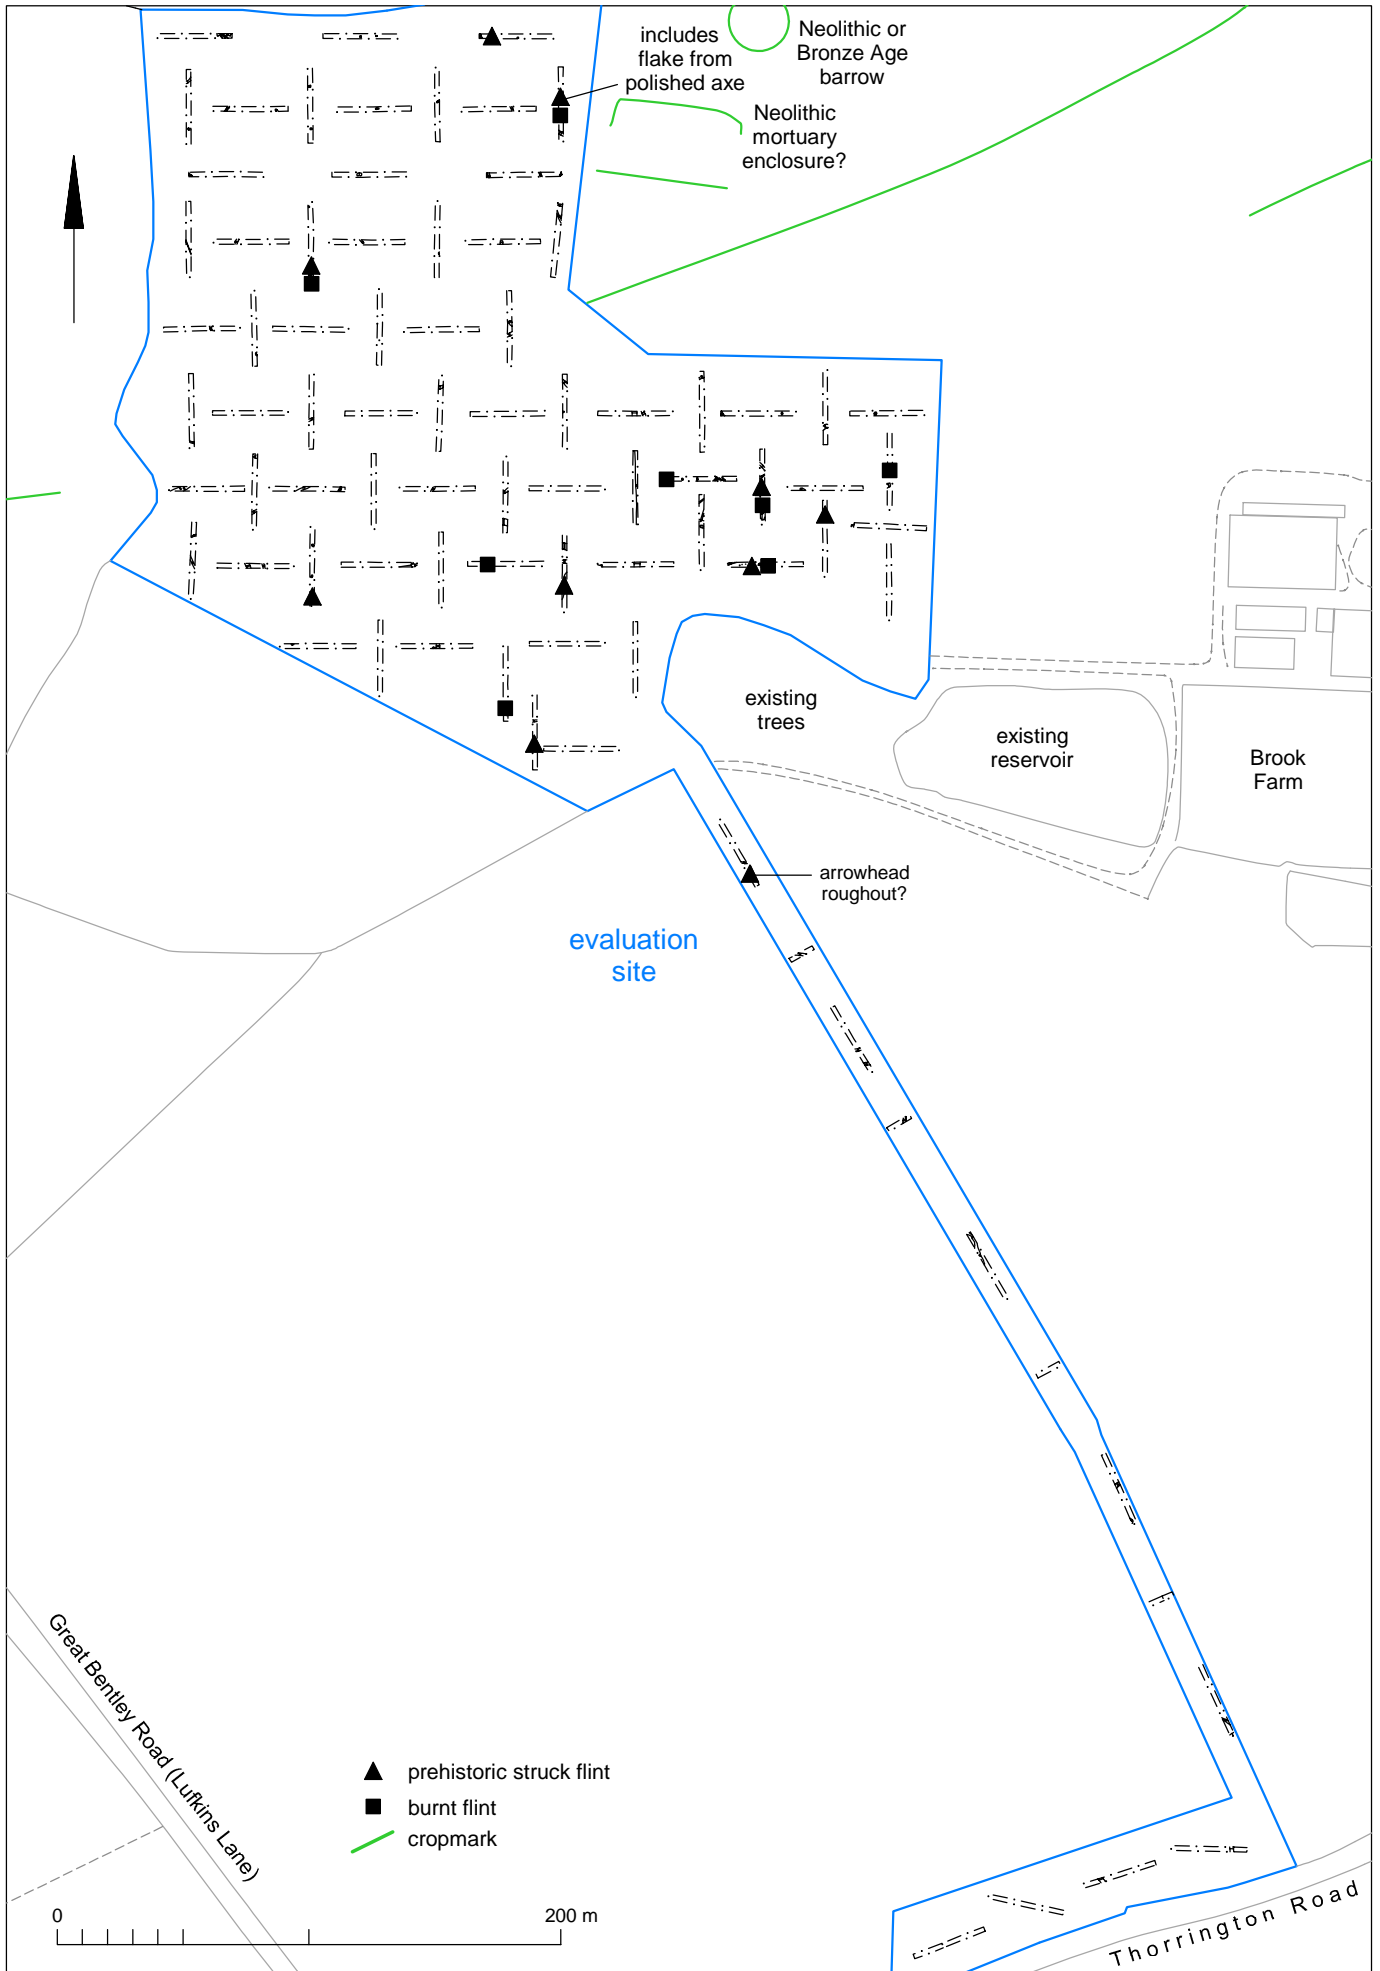 includes
flake from
polished axe
Neolithic or
Bronze Age
barrow
Neolithic
mortuary
enclosure?
existing
trees
existing
reservoir
Brook
Farm
arrowhead
roughout?
evaluation
site
Great Bentley Road (Lufkins Lane)
prehistoric struck flint
burnt flint
cropmark
0
200 m
Thorrington Road